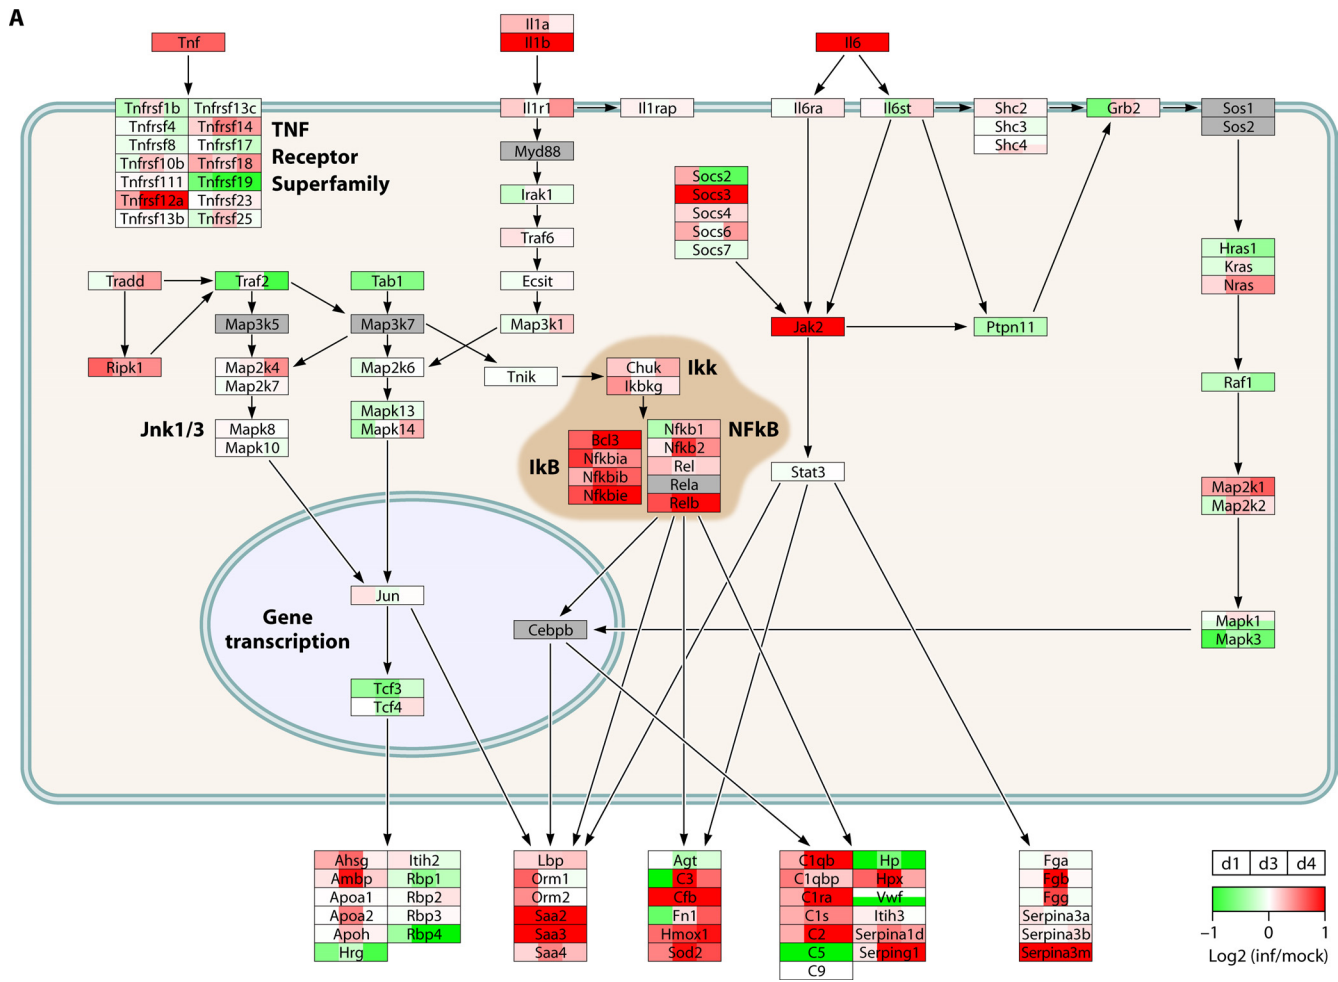 A
Tnf
Il1a
Il1b
Il6
Tnfrsf1b Tnfrsf13c
Tnfrsf4 Tnfrsf14
Tnfrsf8 Tnfrsf17
Tnfrsf10b Tnfrsf18
Tnfrsf111 Tnfrsf19
Tnfrsf12a Tnfrsf23
Tnfrsf13b Tnfrsf25
TNF
Receptor
Superfamily
Il1r1
Il1rap
Il6ra
Il6st
Shc2
Shc3
Shc4
Grb2
Sos1
Sos2
Myd88
Irak1
Traf6
Ecsit
Map3k1
Socs2
Socs3
Socs4
Socs6
Socs7
Hras1
Kras
Nras
Tradd
Traf2
Tab1
Map3k5
Map3k7
Jak2
Ptpn11
Ripk1
Map2k4
Map2k7
Map2k6
Tnik
Chuk
Ikbkg
Ikk
Raf1
Jnk1/3
Mapk8
Mapk10
Mapk13
Mapk14
IkB
Bcl3
Nfkbia
Nfkbib
Nfkbie
Nfkb1
Nfkb2
Rel
Rela
Relb
NFkB
Stat3
Map2k1
Map2k2
Jun
Gene
transcription
Cebpb
Mapk1
Mapk3
Tcf3
Tcf4
Ahsg Itih2
Ambp Rbp1
Apoa1 Rbp2
Apoa2 Rbp3
Apoh Rbp4
Hrg
Lbp
Orm1
Orm2
Saa2
Saa3
Saa4
Agt
C3
Cfb
Fn1
Hmox1
Sod2
C1qb Hp
C1qbp Hpx
C1ra Vwf
C1s Itih3
C2 Serpina1d
C5 Serping1
C9
Fga
Fgb
Fgg
Serpina3a
Serpina3b
Serpina3m
d1 d3 d4
−1 0 1
Log2 (inf/mock)